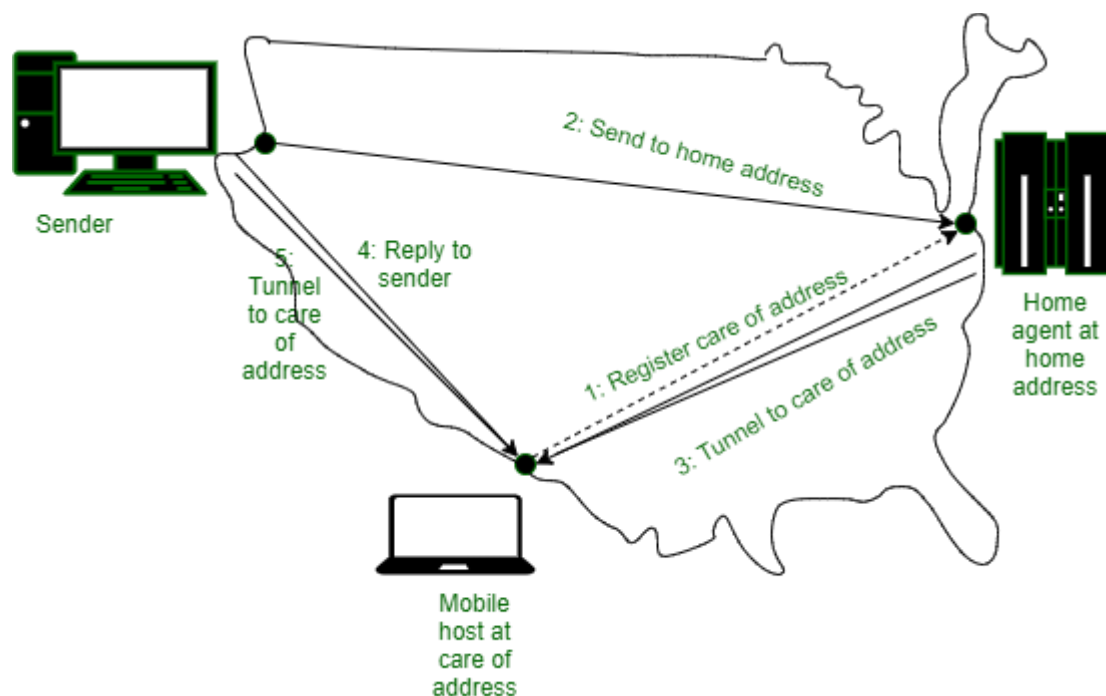 2: Send to home address
Sender
4: Reply to
sender
5:
Tunnel
to care
of
address
1: Register care of address
3: Tunnel to care of address
Home
agent at
home
address
Mobile
host at
care of
address